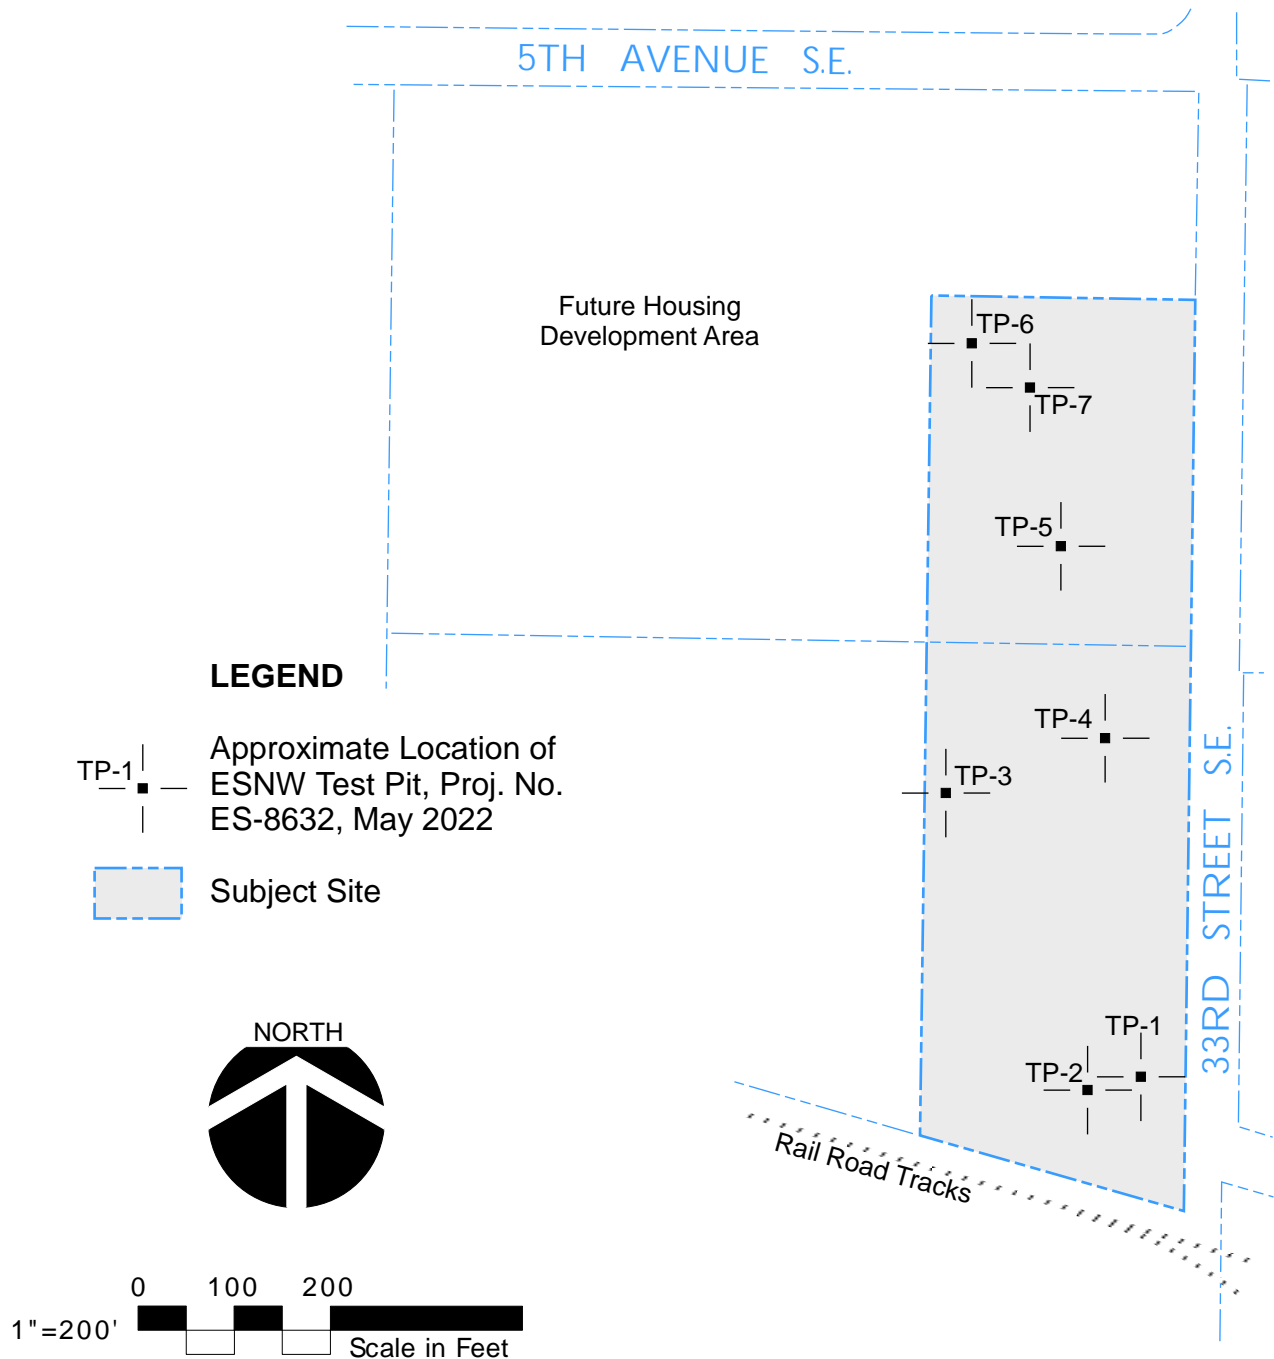 5TH AVENUE S.E.
Future Housing
Development Area
TP-6
TP-7
TP-5
LEGEND
TP-4
TP-3
TP-1
Approximate Location of
ESNW Test Pit, Proj. No.
ES-8632, May 2022
Subject Site
33RD STREET S.E.
TP-1
TP-2
NORTH
Rail Road Tracks
0 100 200
1"=200'
Scale in Feet